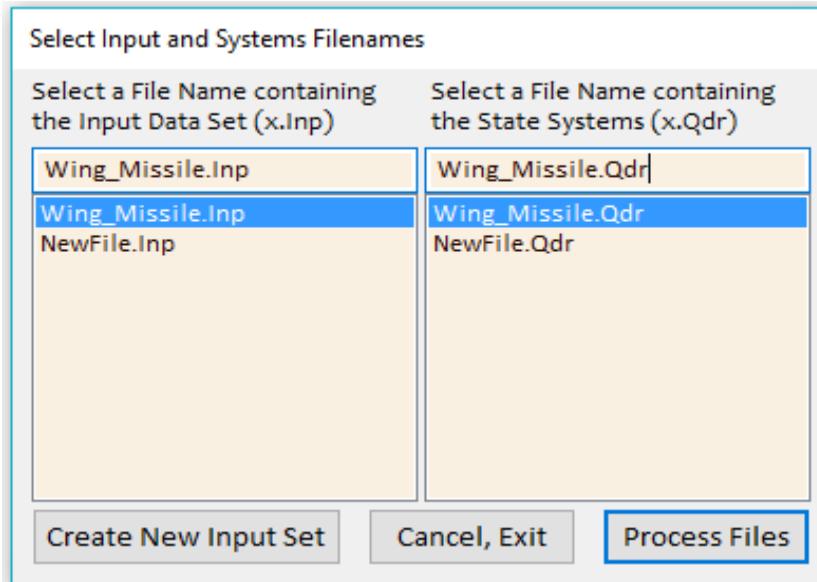 Select Input and Systems Filenames
Select a File Name containing
the Input Data Set (x.Inp)
Wing_Missile.Inp
Wing_Missile.Inp
NewFile.Inp
Select a File Name containing
the State Systems (x.Qdr)
Wing_Missile.Qdr
Wing_Missile.Qdr
NewFile.Qdr
Create New Input Set
Cancel, Exit
Process Files